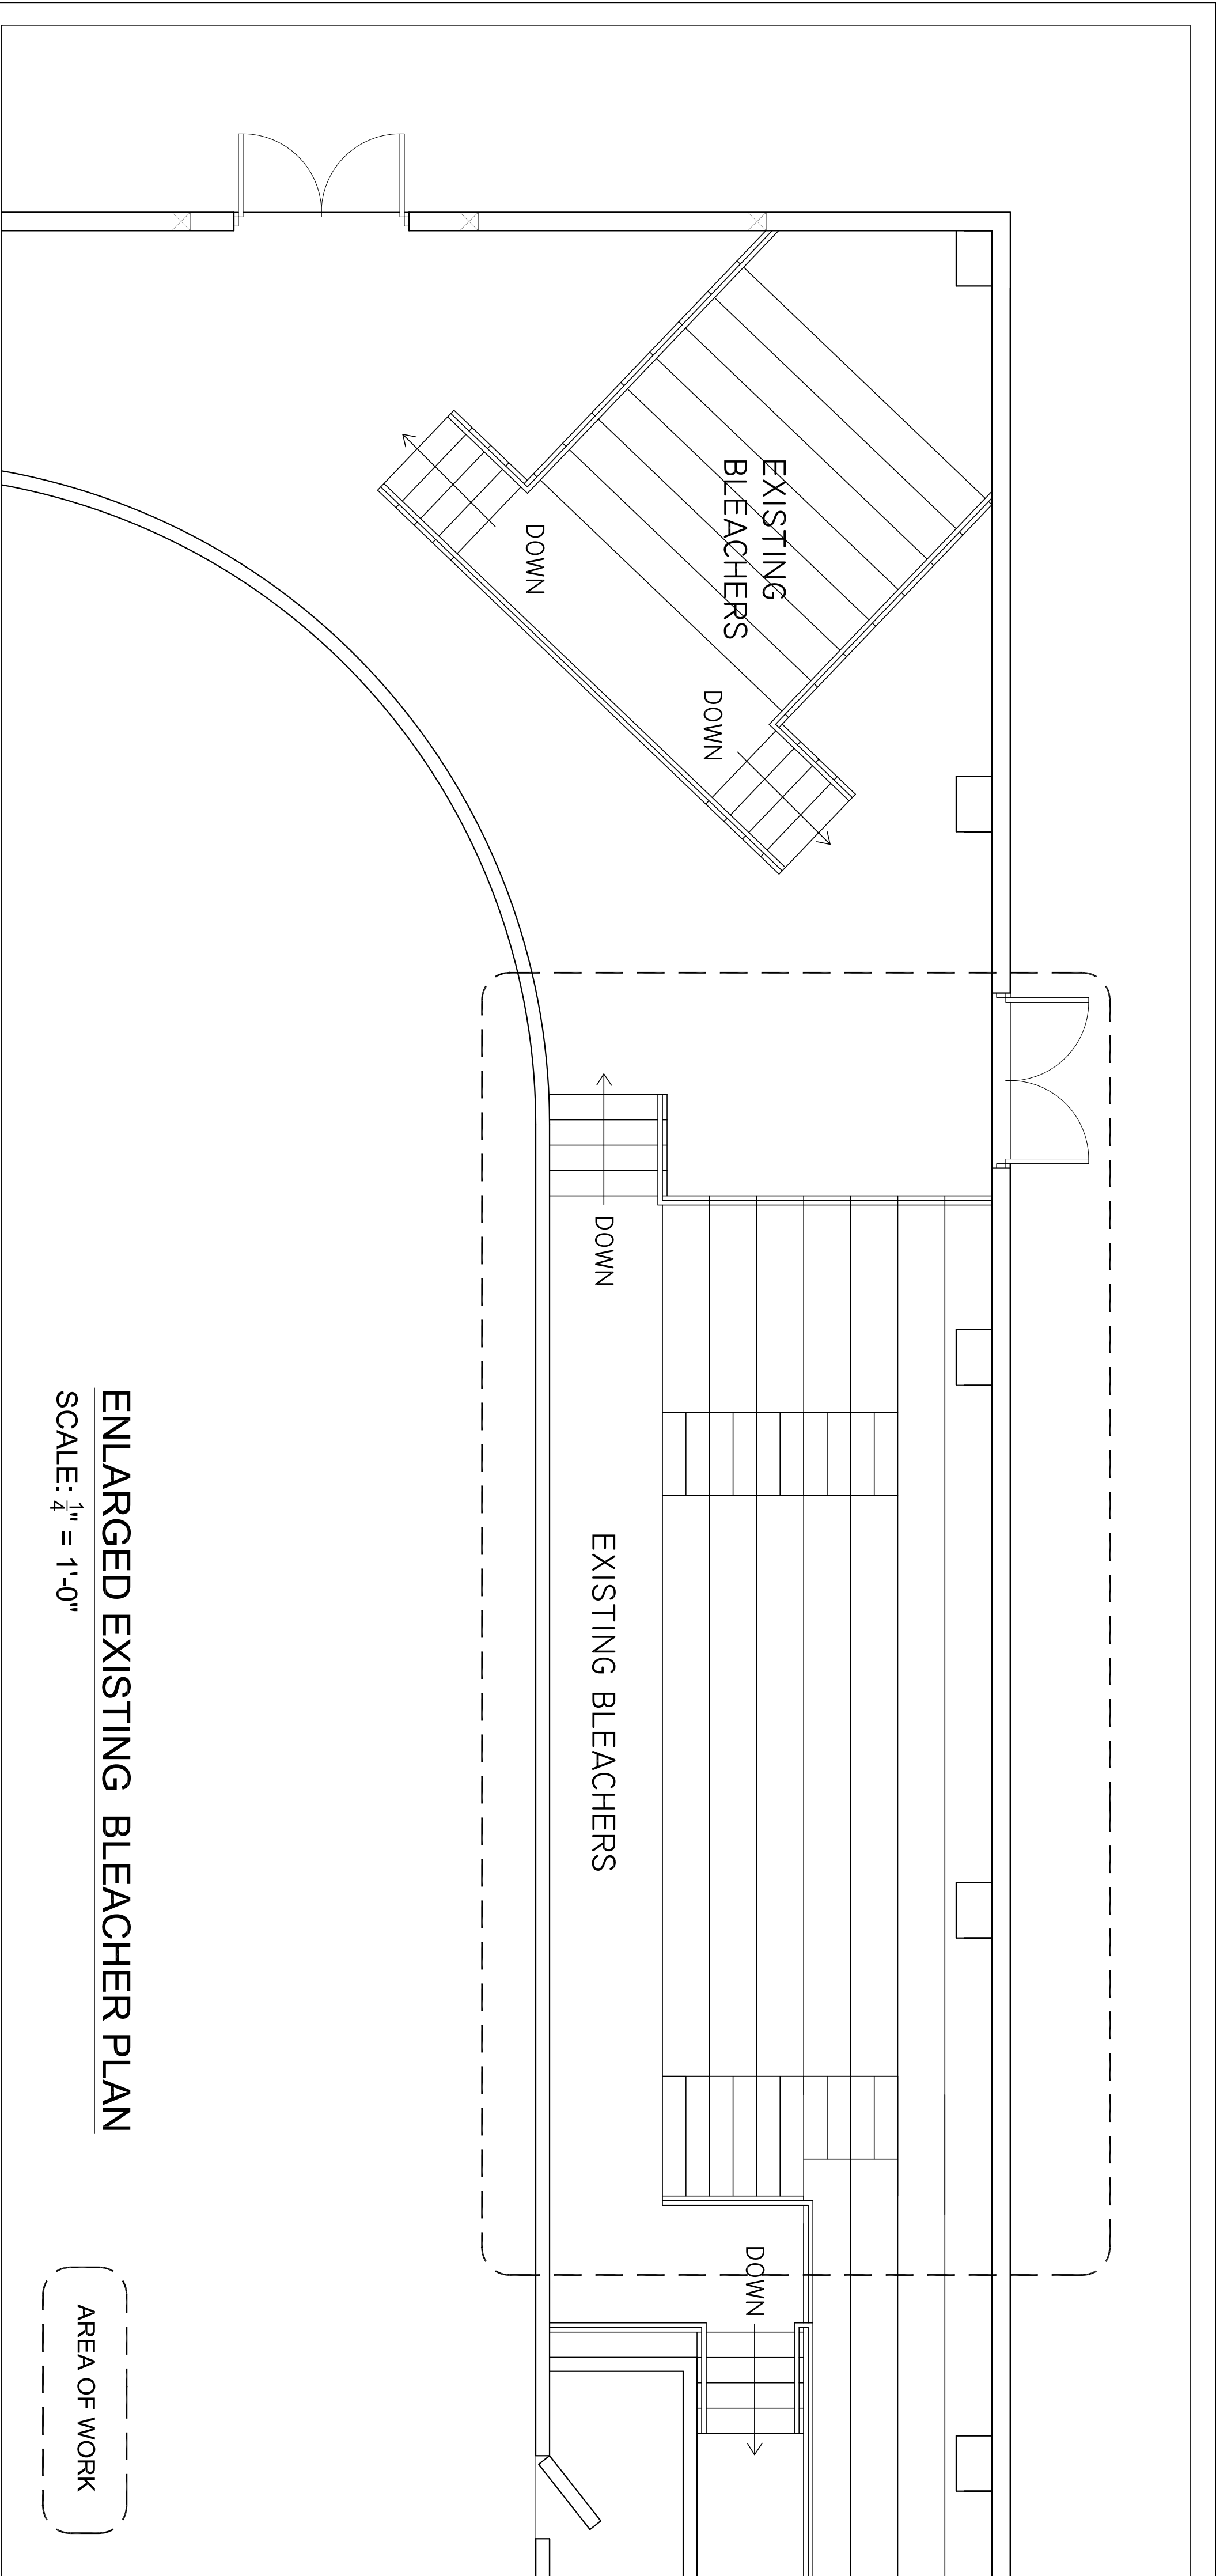 EXISTING
BLEACHERS
DOWN
DOWN
DOWN
EXISTING BLEACHERS
DOWN
ENLARGED EXISTING BLEACHER PLAN
SCALE: 1/4" = 1'-0"
AREA OF WORK